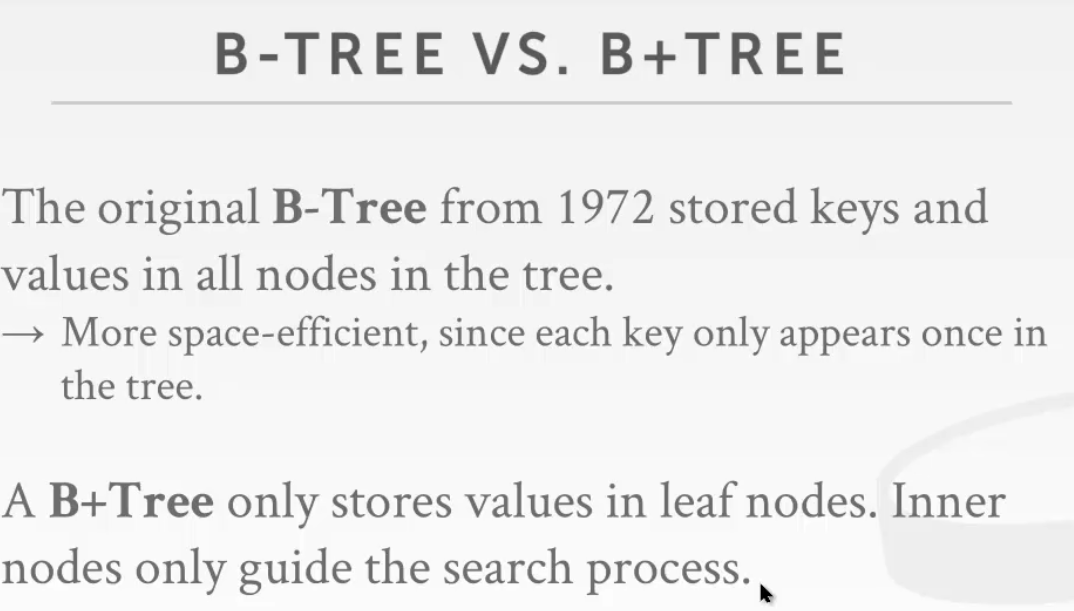 B-TREE VS. B+TREE
The original B-Tree from 1972 stored keys and
values in all nodes in the tree.
→ More space-efficient, since each key only appears once in
the tree.
A B+Tree only stores values in leaf nodes. Inner
nodes only guide the search process.